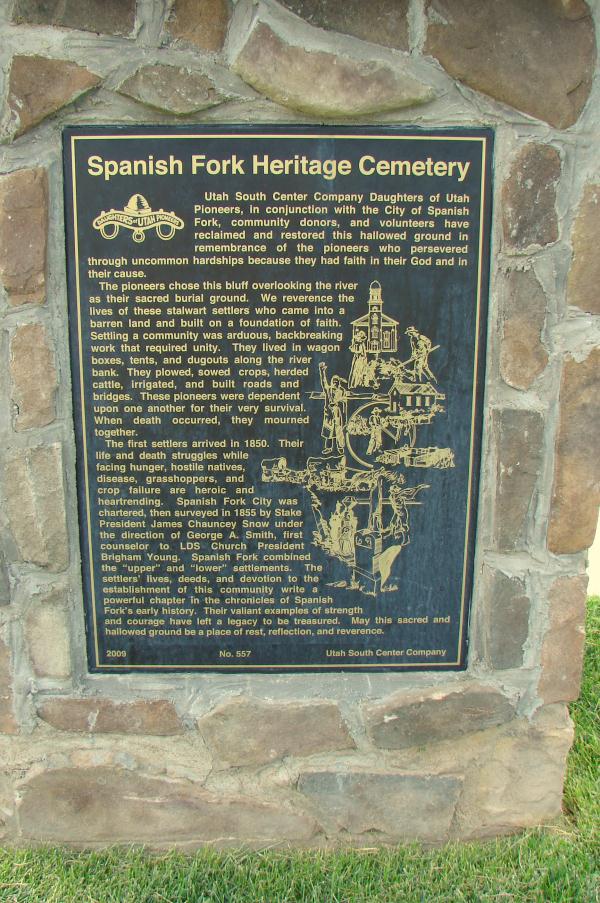 Spanish Fork Heritage Cemetery
DAUGHTERS of UTAH PIONEERS
Utah South Center Company Daughters of Utah
Pioneers, in conjunction with the City of Spanish
Fork, community donors, and volunteers have
reclaimed and restored this hallowed ground in
remembrance of the pioneers who persevered
through uncommon hardships because they had faith in their God and in
their cause.
The pioneers chose this bluff overlooking the river
as their sacred burial ground. We reverence the
lives of these stalwart settlers who came into a
barren land and built on a foundation of faith.
Settling a community was arduous, backbreaking
work that required unity. They lived in wagon
boxes, tents, and dugouts along the river
bank. They plowed, sowed crops, herded
cattle, irrigated, and built roads and
bridges. These pioneers were dependent
upon one another for their very survival.
When death occurred, they mourned
together.
The first settlers arrived in 1850. Their
life and death struggles while
facing hunger, hostile natives,
disease, grasshoppers, and
crop failure are heroic and
heartrending. Spanish Fork City was
chartered, then surveyed in 1855 by Stake
President James Chauncey Snow under
the direction of George A. Smith, first
counselor to LDS Church President
Brigham Young. Spanish Fork combined
the "upper" and "lower" settlements. The
settlers' lives, deeds, and devotion to the
establishment of this community write a
powerful chapter in the chronicles of Spanish
Fork's early history. Their valiant examples of strength
and courage have left a legacy to be treasured. May this sacred and
hallowed ground be a place of rest, reflection, and reverence.
2009 No. 557 Utah South Center Company